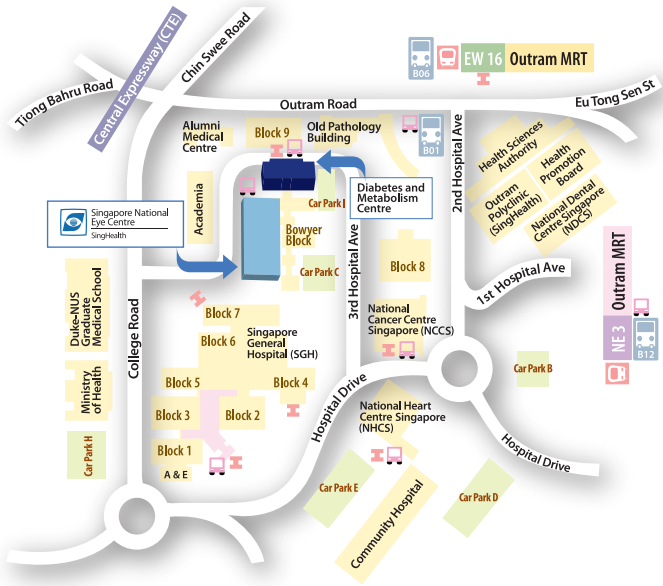 Central Expressway (CTE)
Chin Swee Road
Tiong Bahru Road
B06
EW 16
Outram MRT
Outram Road
Eu Tong Sen St
Alumni
Medical
Centre
Block 9
Old Pathology
Building
B01
2nd Hospital Ave
Health Sciences
Authority
Health
Promotion
Board
Outram
Polyclinic
(SingHealth)
National Dental
Centre Singapore
(NDCS)
Academia
Car Park I
Diabetes and
Metabolism
Centre
Singapore National
Eye Centre
SingHealth
Bowyer
Block
Car Park C
3rd Hospital Ave
Block 8
1st Hospital Ave
Outram MRT
NE 3
B12
Duke-NUS
Graduate
Medical School
College Road
Block 7
Block 6
Singapore
General
Hospital (SGH)
National
Cancer Centre
Singapore (NCCS)
Ministry
of Health
Block 5
Block 4
Block 3
Block 2
Hospital Drive
Car Park B
National Heart
Centre Singapore
(NHCS)
Car Park H
Block 1
A & E
Hospital Drive
Car Park E
Community Hospital
Car Park D